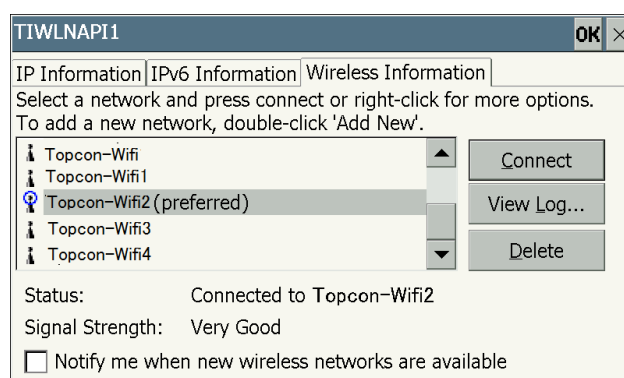 TIWLNAPI1 OK ×
IP Information IPv6 Information Wireless Information
Select a network and press connect or right-click for more options.
To add a new network, double-click 'Add New'.
Topcon-Wifi
Topcon-Wifi1
Topcon-Wifi2 (preferred)
Topcon-Wifi3
Topcon-Wifi4
Connect
View Log...
Delete
Status: Connected to Topcon-Wifi2
Signal Strength: Very Good
Notify me when new wireless networks are available